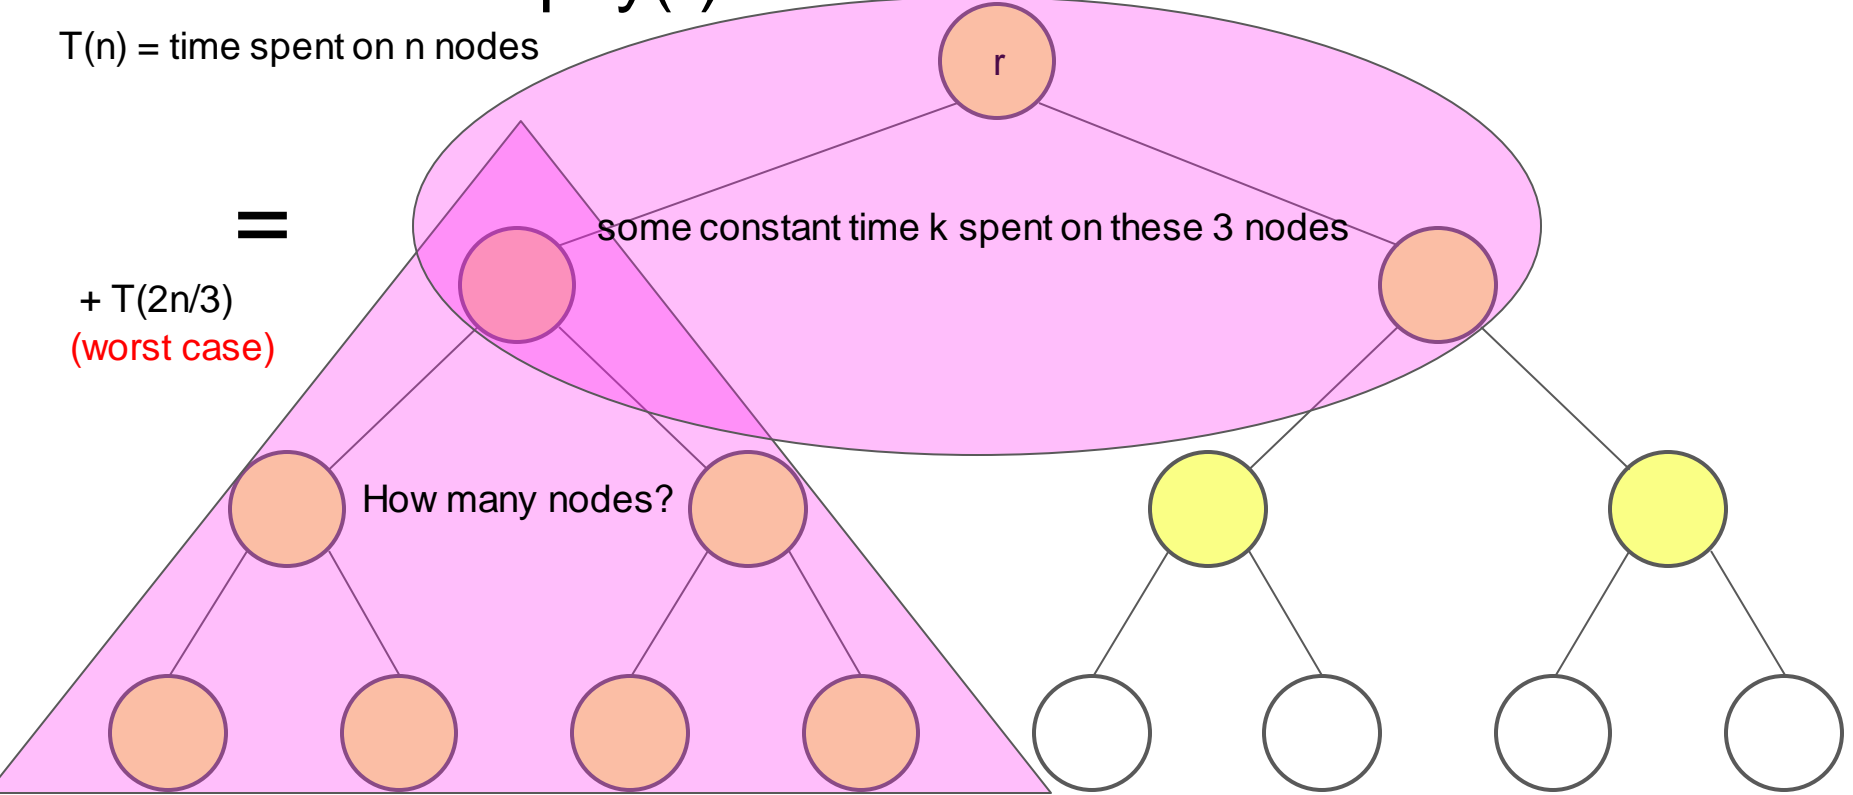 T(n) = time spent on n nodes
r
=
some constant time k spent on these 3 nodes
+ T(2n/3)
(worst case)
How many nodes?